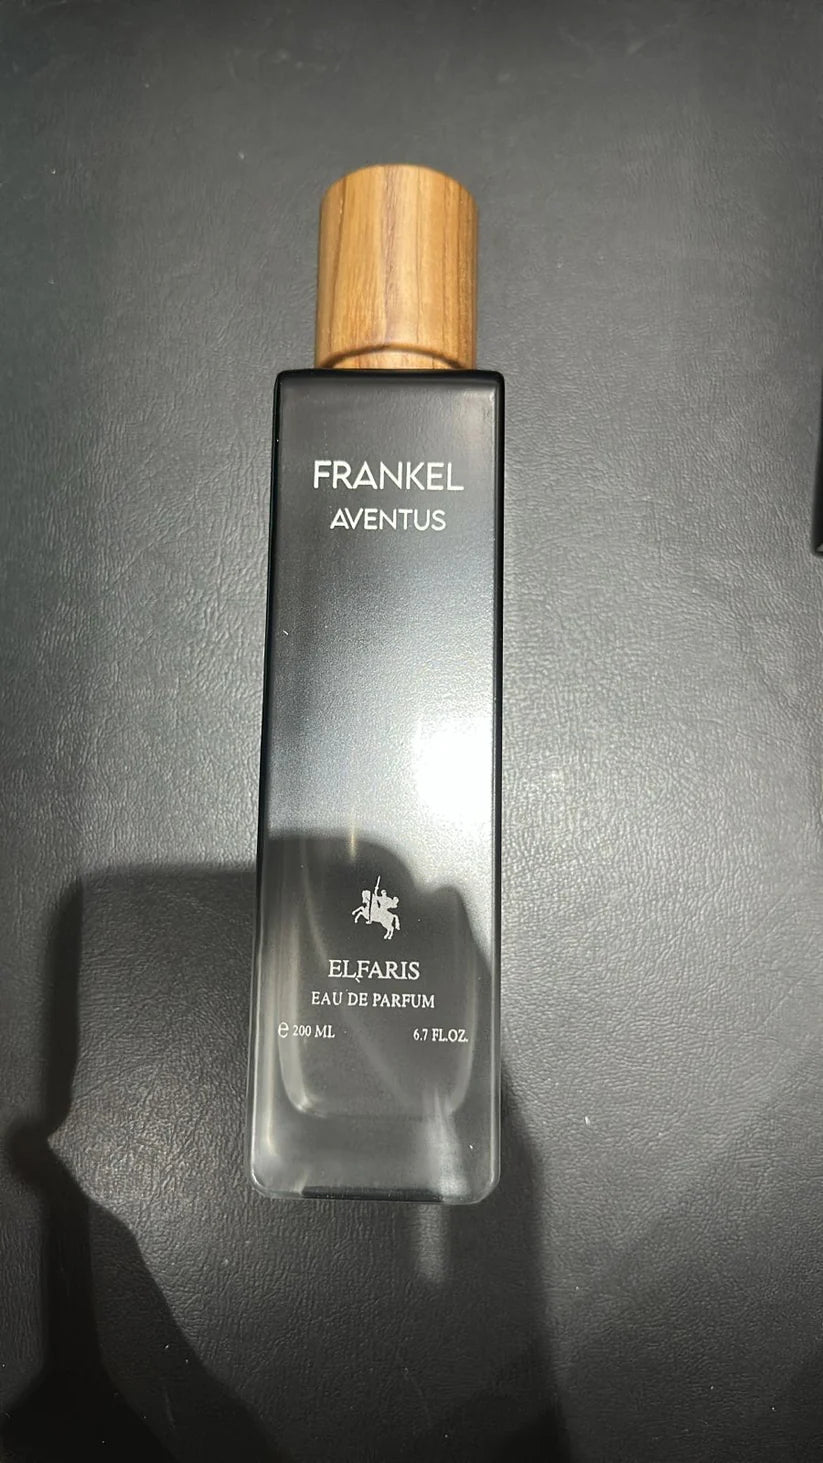 FRANKEL
AVENTUS
ELFARIS
EAU DE PARFUM
℮ 200 ML 6.7 FL.OZ.